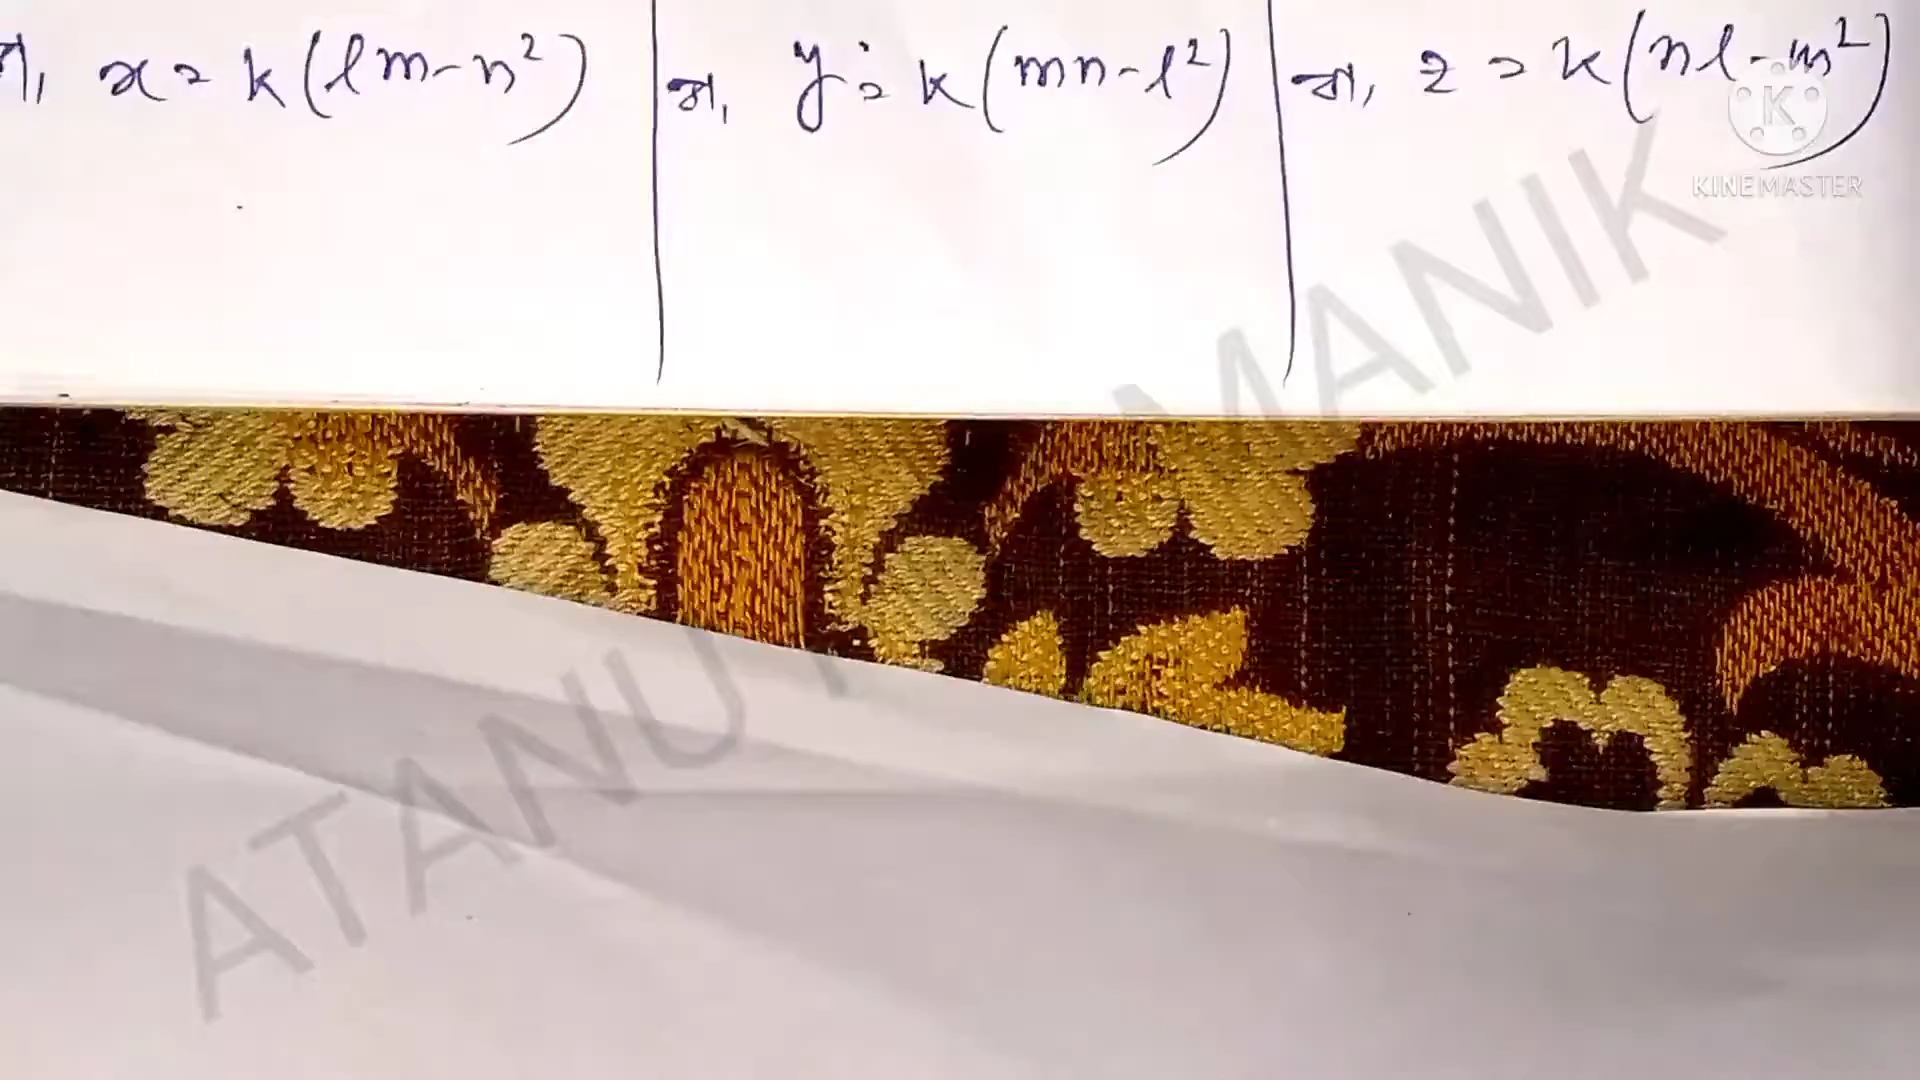 বা, x = k(lm-n²) | বা, y = k(mn-l²) | বা, z = k(nl-m²)
K
KINEMASTER
ATANU MANIK